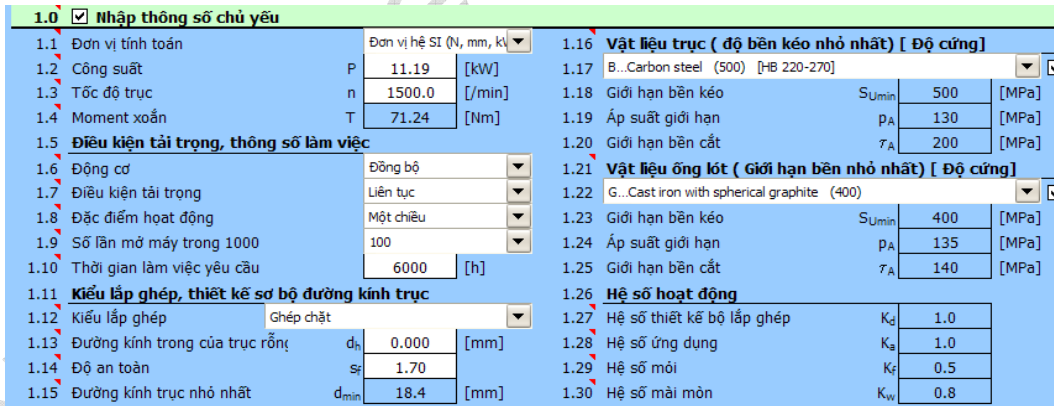 1.0 Nhập thông số chủ yếu
1.1 Đơn vị tính toán Đơn vị hệ SI (N, mm, kV
1.2 Công suất P 11.19 [kW]
1.3 Tốc độ trục n 1500.0 [/min]
1.4 Moment xoắn T 71.24 [Nm]
1.5 Điều kiện tải trọng, thông số làm việc
1.6 Động cơ Đồng bộ
1.7 Điều kiện tải trọng Liên tục
1.8 Đặc điểm họat động Một chiều
1.9 Số lần mở máy trong 1000 100
1.10 Thời gian làm việc yêu cầu 6000 [h]
1.11 Kiểu lắp ghép, thiết kế sơ bộ đường kính trục
1.12 Kiểu lắp ghép Ghép chặt
1.13 Đường kính trong của trục rỗng dh 0.000 [mm]
1.14 Độ an toàn sf 1.70
1.15 Đường kính trục nhỏ nhất dmin 18.4 [mm]
1.16 Vật liệu trục ( độ bền kéo nhỏ nhất) [ Độ cứng]
1.17 B...Carbon steel (500) [HB 220-270]
1.18 Giới hạn bền kéo SUmin 500 [MPa]
1.19 Áp suất giới hạn pA 130 [MPa]
1.20 Giới hạn bền cắt τA 200 [MPa]
1.21 Vật liệu ống lót ( Giới hạn bền nhỏ nhất) [ Độ cứng]
1.22 G...Cast iron with spherical graphite (400)
1.23 Giới hạn bền kéo SUmin 400 [MPa]
1.24 Áp suất giới hạn pA 135 [MPa]
1.25 Giới hạn bền cắt τA 140 [MPa]
1.26 Hệ số hoạt động
1.27 Hệ số thiết kế bộ lắp ghép Kd 1.0
1.28 Hệ số ứng dụng Ka 1.0
1.29 Hệ số mỏi Kf 0.5
1.30 Hệ số mài mòn Kw 0.8